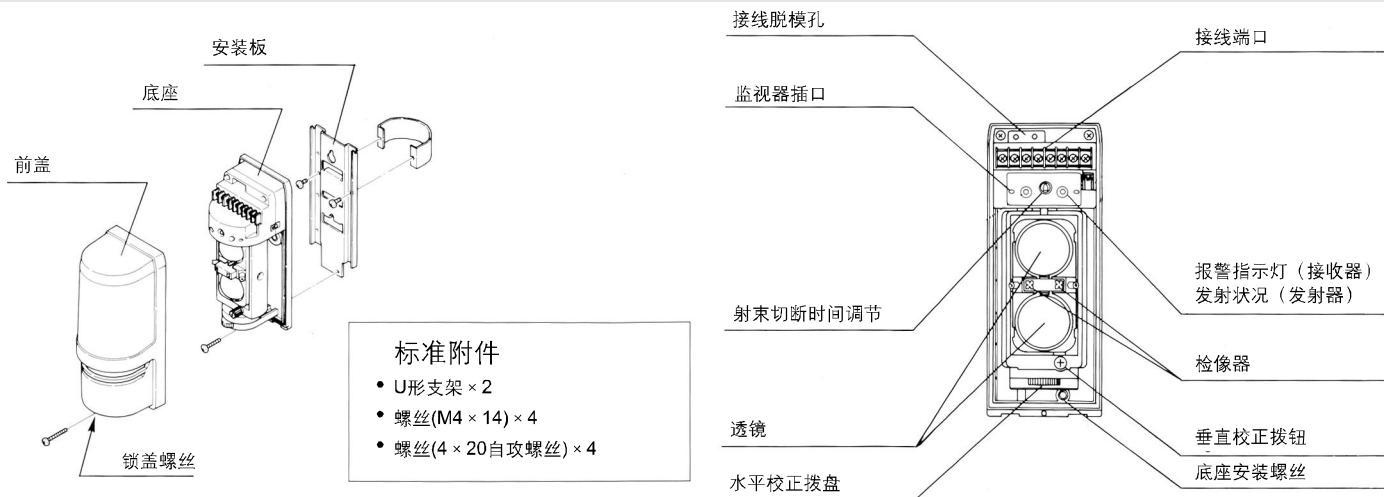 安装板
底座
前盖
锁盖螺丝
标准附件
• U形支架 × 2
• 螺丝(M4 × 14) × 4
• 螺丝(4 × 20自攻螺丝) × 4
接线脱模孔
接线端口
监视器插口
报警指示灯（接收器）
发射状况（发射器）
射束切断时间调节
检像器
透镜
垂直校正拨钮
底座安装螺丝
水平校正拨盘